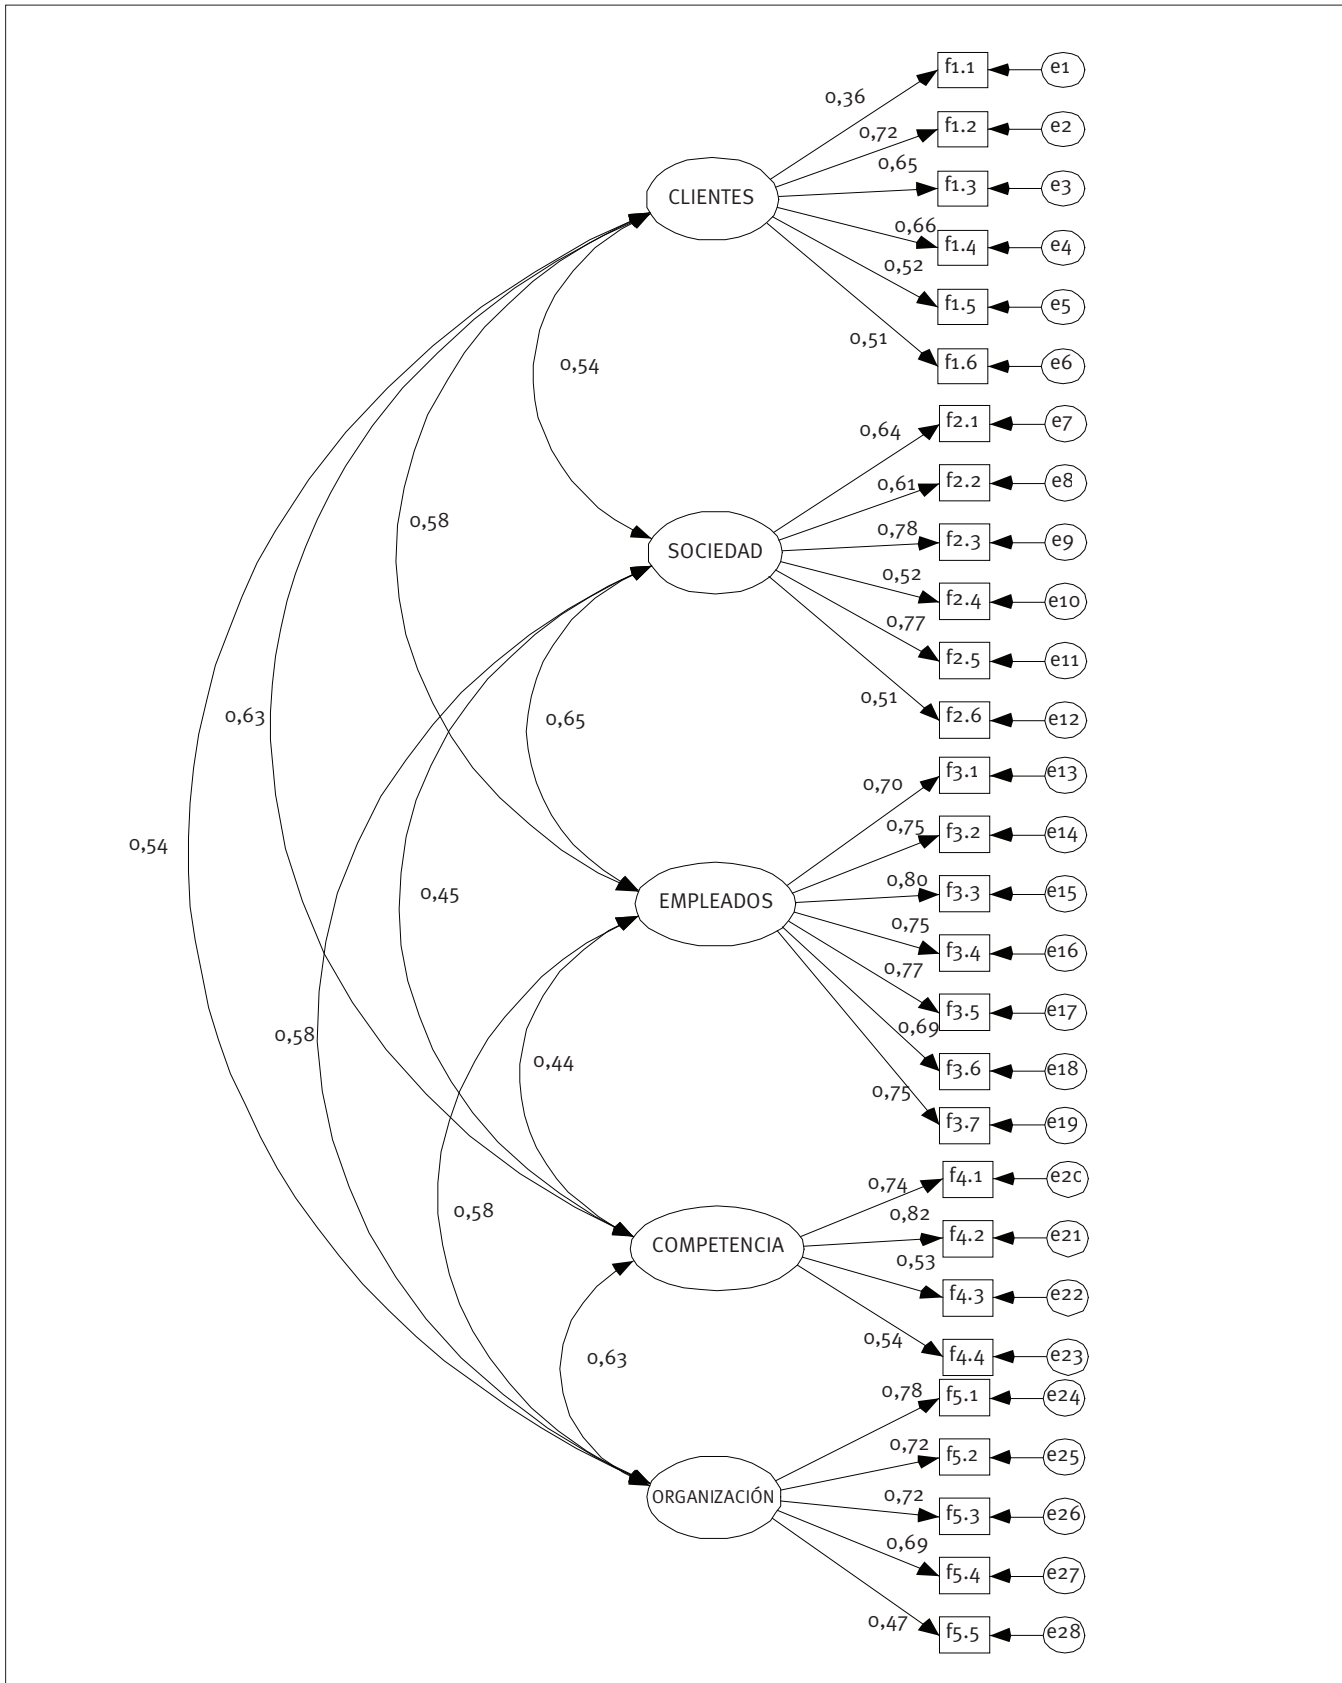 f1.1 e1
0,36
f1.2 e2
0,72
0,65
f1.3 e3
CLIENTES
0,66
f1.4 e4
0,52
f1.5 e5
0,51
f1.6 e6
0,54
f2.1 e7
0,64
f2.2 e8
0,61
0,58
0,78
f2.3 e9
SOCIEDAD
0,52
f2.4 e10
0,77
f2.5 e11
0,51
f2.6 e12
0,63
0,65
f3.1 e13
0,70
0,75
f3.2 e14
0,54
0,80
f3.3 e15
0,45
EMPLEADOS
0,75
f3.4 e16
0,77
f3.5 e17
0,69
0,58
0,44
f3.6 e18
0,75
f3.7 e19
0,74
f4.1 e20
0,58
0,82
f4.2 e21
COMPETENCIA
0,53
f4.3 e22
0,54
f4.4 e23
0,63
0,78
f5.1 e24
0,72
f5.2 e25
ORGANIZACIÓN
0,72
f5.3 e26
0,69
f5.4 e27
0,47
f5.5 e28